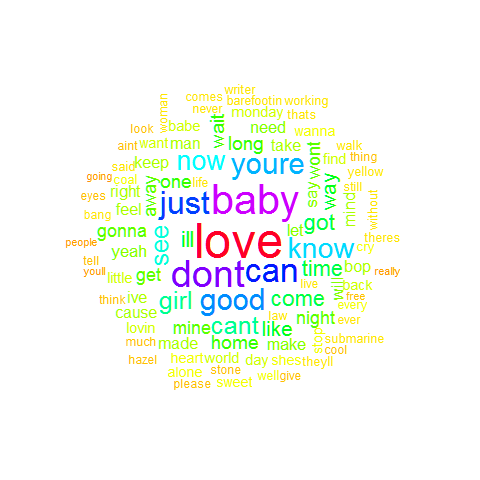 writer
comes
barefootin working
never
monday thats
woman
wait
babe
need
wanna
look
aint
want man
long take
wont
walk
find thing
keep
now youre
said
way
yellow
going
coal
away
one life
say
mind
still
right
eyes
feel
just baby
without
bang
gonna
see
ill
let
got
theres
people
yeah
love
know
cry
tell
youll
little
get
dont can
time
will
bop
back
really
live
think
ive
girl
good
come
free
every
cause
law
night
ever
lovin
mine cant like
stop
submarine
much
made
home make
cool
hazel
heart world
day shes theyll
alone
stone
well give
please
sweet